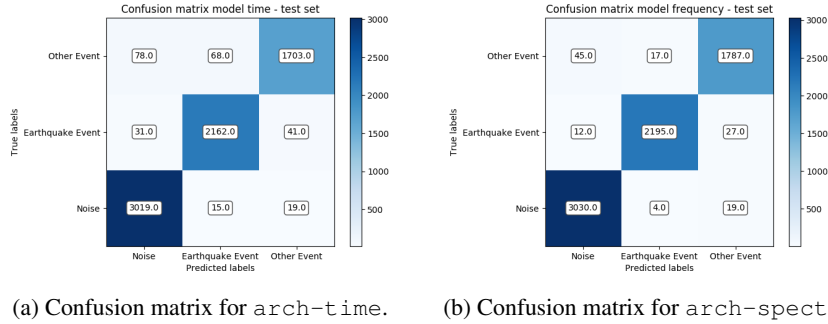 Confusion matrix model time - test set
3000
Other Event
78.0
68.0
1703.0
2500
2000
True labels
Earthquake Event
31.0
2162.0
41.0
1500
1000
Noise
3019.0
15.0
19.0
500
Noise
Earthquake Event
Other Event
Predicted labels
(a) Confusion matrix for arch-time.
Confusion matrix model frequency - test set
3000
Other Event
45.0
17.0
1787.0
2500
2000
True labels
Earthquake Event
12.0
2195.0
27.0
1500
1000
Noise
3030.0
4.0
19.0
500
Noise
Earthquake Event
Other Event
Predicted labels
(b) Confusion matrix for arch-spect